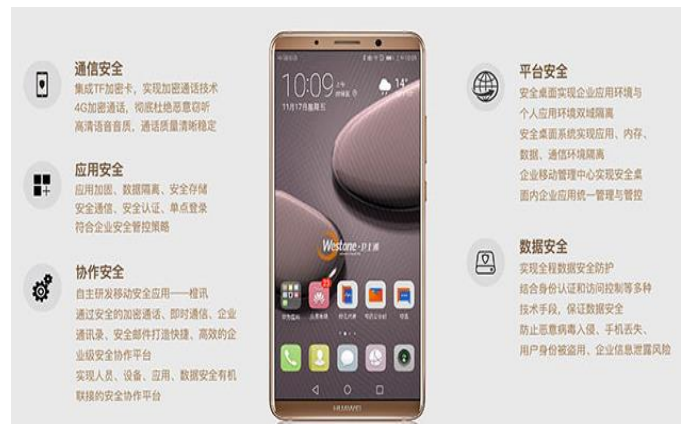 通信安全
集成TF加密卡，实现加密通话技术
4G加密通话，彻底杜绝恶意窃听
高清语音音质，通话质量清晰稳定
应用安全
应用加固、数据隔离、安全存储
安全通信、安全认证、单点登录
符合企业安全管控策略
协作安全
自主研发移动安全应用——橙讯
通过安全的加密通话、即时通信、企业
通讯录、安全邮件打造快捷、高效的企
业级安全协作平台
实现人员、设备、应用、数据安全有机
联接的安全协作平台
10:09
上午
14°
11月17日星期五
Westone·卫士通
23
HUAWEI
平台安全
安全桌面实现企业应用环境与
个人应用环境双域隔离
安全桌面系统实现应用、内存、
数据、通信环境隔离
企业移动管理中心实现安全桌
面内企业应用统一管理与管控
数据安全
实现全程数据安全防护
结合身份认证和访问控制等多种
技术手段，保证数据安全
防止恶意病毒入侵、手机丢失、
用户身份被盗用、企业信息泄露风险